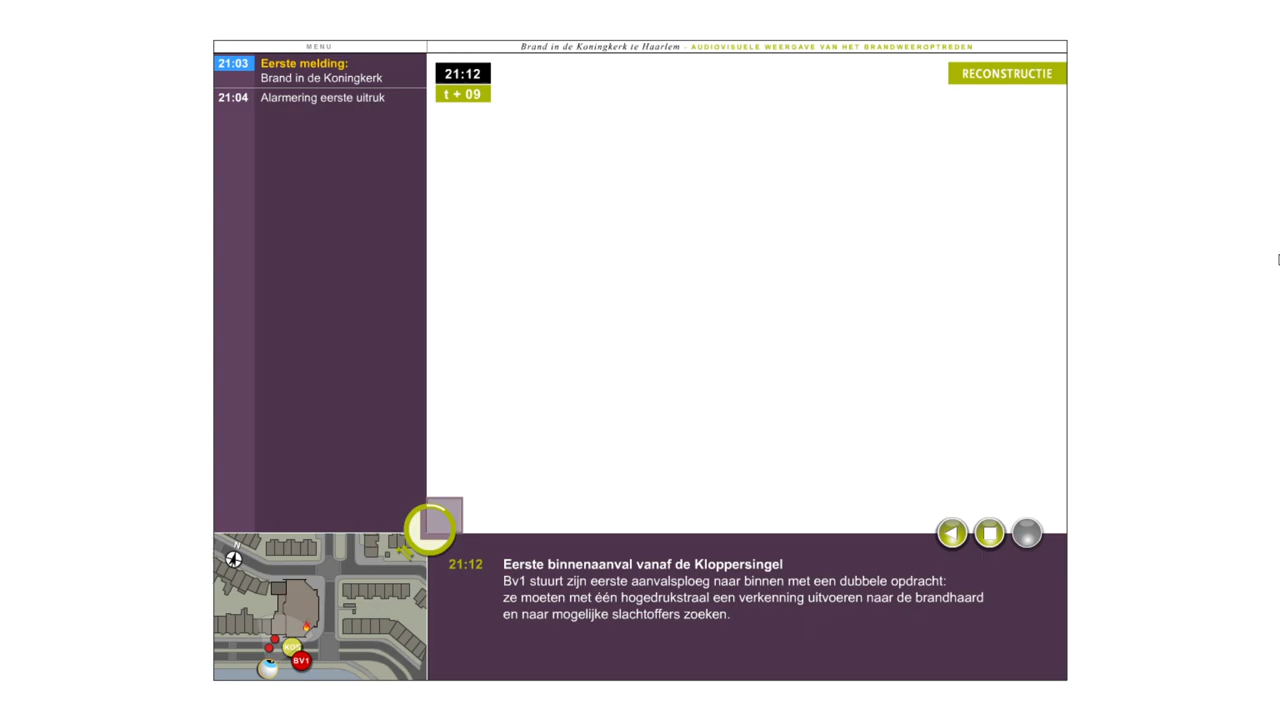 MENU
Brand in de Koningkerk te Haarlem - AUDIOVISUELE WEERGAVE VAN HET BRANDWEEROPTREDEN
21:03 Eerste melding:
Brand in de Koningkerk
21:04 Alarmering eerste uitruk
21:12
t + 09
RECONSTRUCTIE
N
BV1
21:12 Eerste binnenaanval vanaf de Kloppersingel
Bv1 stuurt zijn eerste aanvalsploeg naar binnen met een dubbele opdracht:
ze moeten met één hogedrukstraal een verkenning uitvoeren naar de brandhaard
en naar mogelijke slachtoffers zoeken.